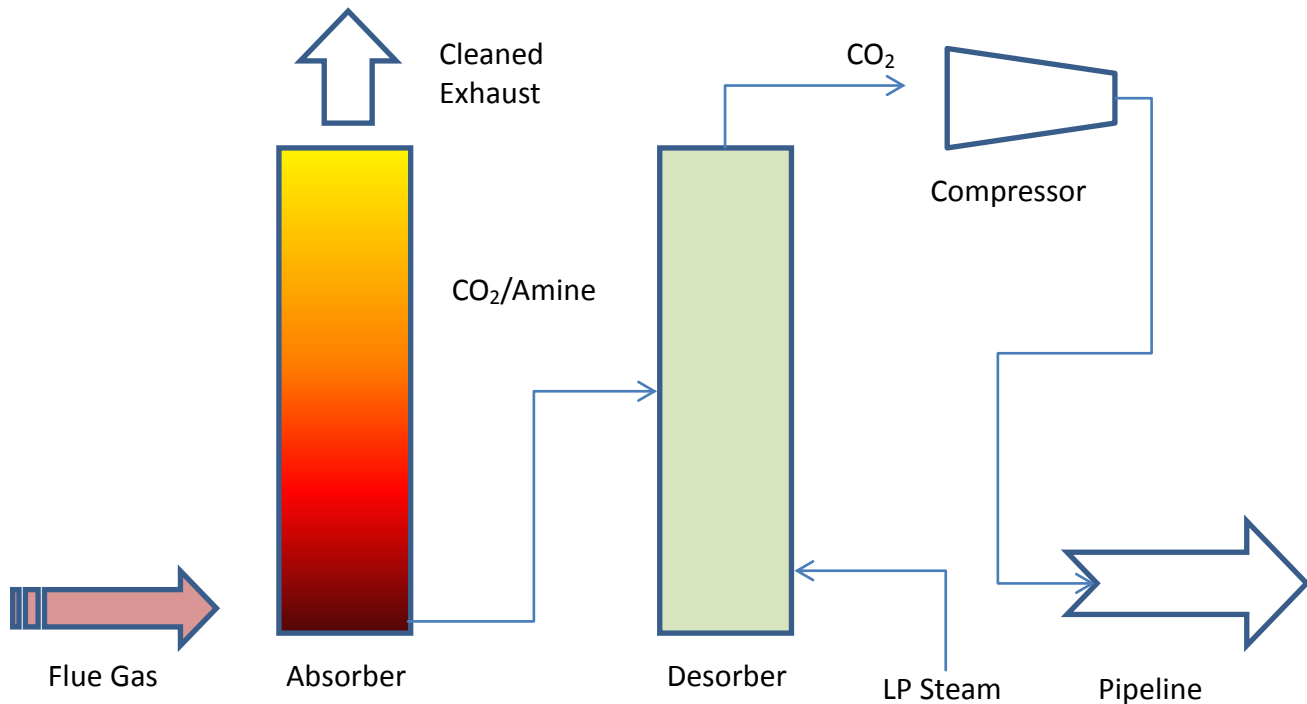 Cleaned
Exhaust
CO₂
Compressor
CO₂/Amine
Flue Gas
Absorber
Desorber
LP Steam
Pipeline